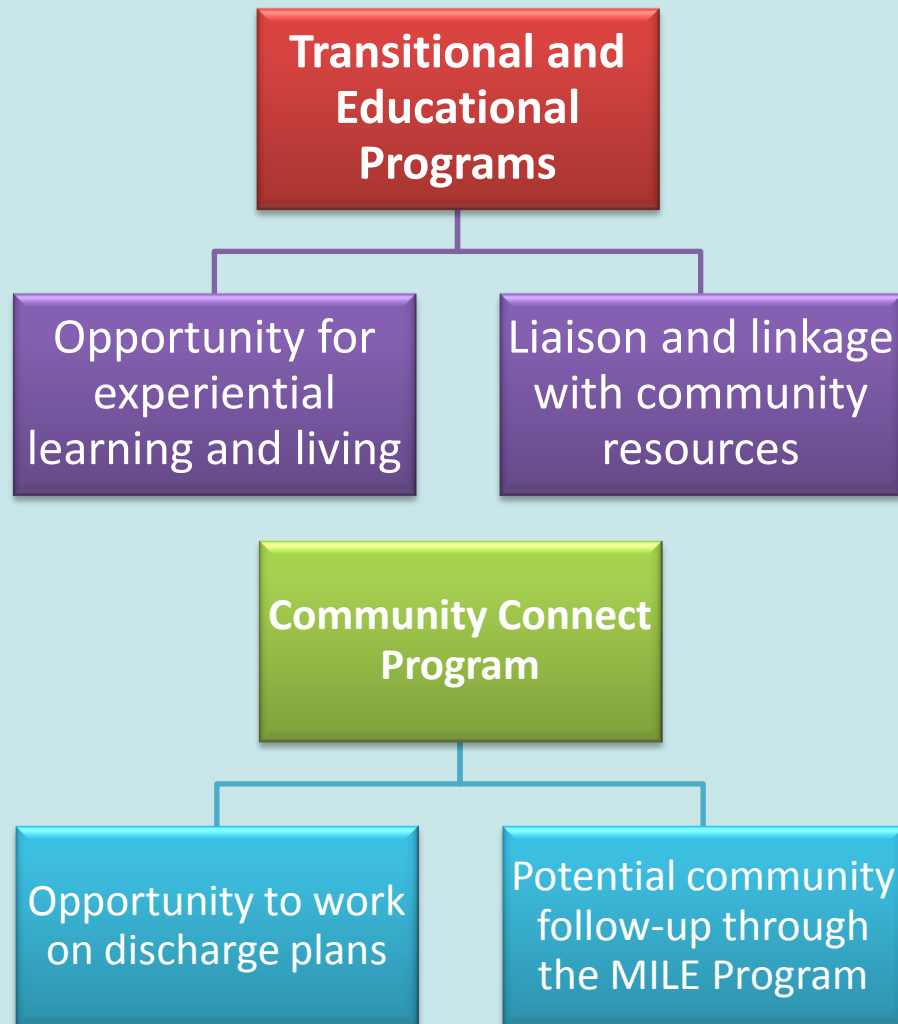 Transitional and
Educational
Programs
Opportunity for
experiential
learning and living
Liaison and linkage
with community
resources
Community Connect
Program
Opportunity to work
on discharge plans
Potential community
follow-up through
the MILE Program